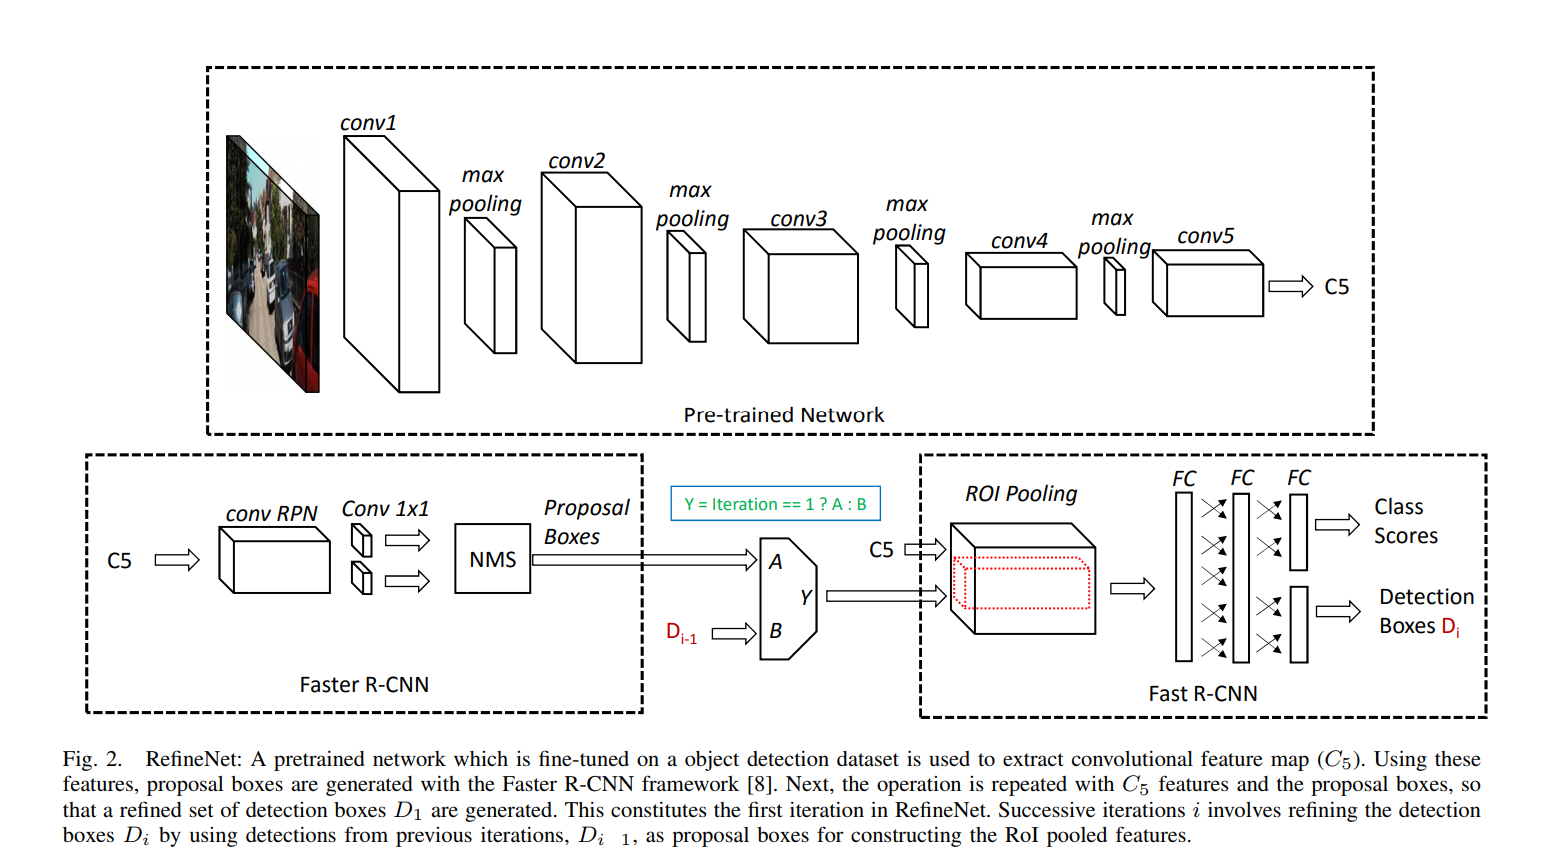 conv1
max
pooling
conv2
max
pooling
conv3
max
pooling
conv4
max
pooling
conv5
C5
Pre-trained Network
C5
conv RPN
Conv 1x1
NMS
Proposal
Boxes
Faster R-CNN
Y = Iteration == 1 ? A : B
A
B
Y
D_{i-1}
C5
ROI Pooling
FC
FC
FC
Class
Scores
Detection
Boxes D_i
Fast R-CNN
Fig. 2. RefineNet: A pretrained network which is fine-tuned on a object detection dataset is used to extract convolutional feature map (C_5). Using these
features, proposal boxes are generated with the Faster R-CNN framework [8]. Next, the operation is repeated with C_5 features and the proposal boxes, so
that a refined set of detection boxes D_1 are generated. This constitutes the first iteration in RefineNet. Successive iterations i involves refining the detection
boxes D_i by using detections from previous iterations, D_{i 1}, as proposal boxes for constructing the RoI pooled features.